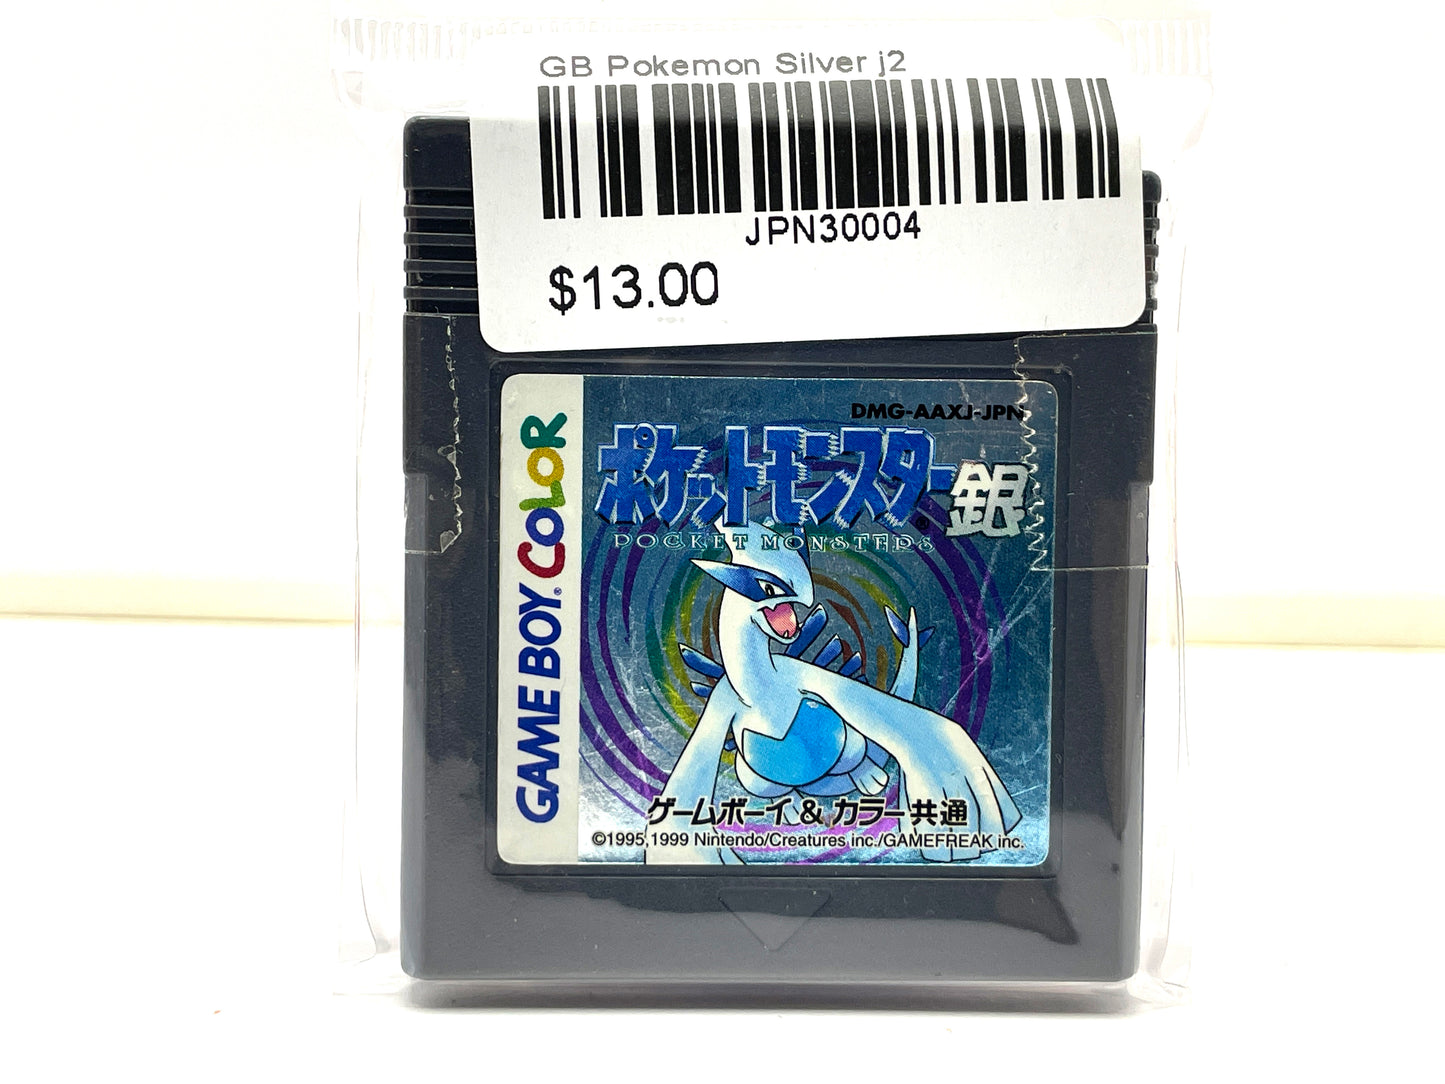 GB Pokemon Silver j2
JPN30004
$13.00
GAME BOY COLOR
DMG-AAXJ-JPN
ポケットモンスター銀
POCKET MONSTERS
ゲームボーイ & カラー共通
©1995,1999 Nintendo/Creatures inc./GAMEFREAK inc.